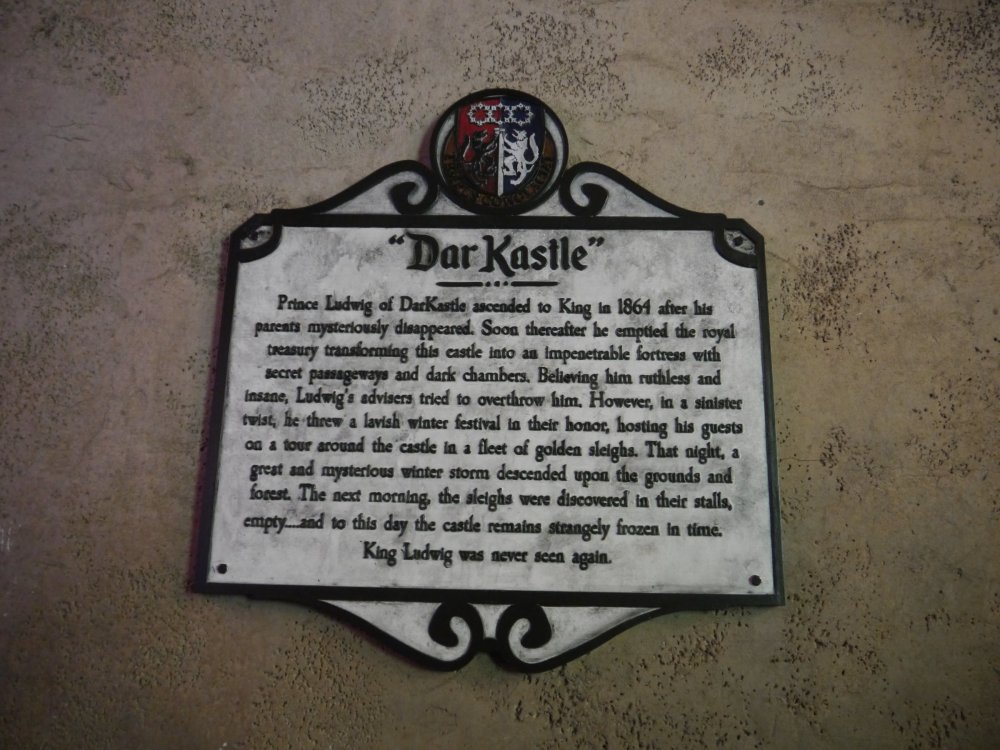 "DarKastle"
Prince Ludwig of DarKastle ascended to King in 1864 after his
parents mysteriously disappeared. Soon thereafter he emptied the royal
treasury transforming this castle into an impenetrable fortress with
secret passageways and dark chambers. Believing him ruthless and
insane, Ludwig's advisers tried to overthrow him. However, in a sinister
twist, he threw a lavish winter festival in their honor, hosting his guests
on a tour around the castle in a fleet of golden sleighs. That night, a
great and mysterious winter storm descended upon the grounds and
forest. The next morning, the sleighs were discovered in their stalls,
empty....and to this day the castle remains strangely frozen in time.
King Ludwig was never seen again.